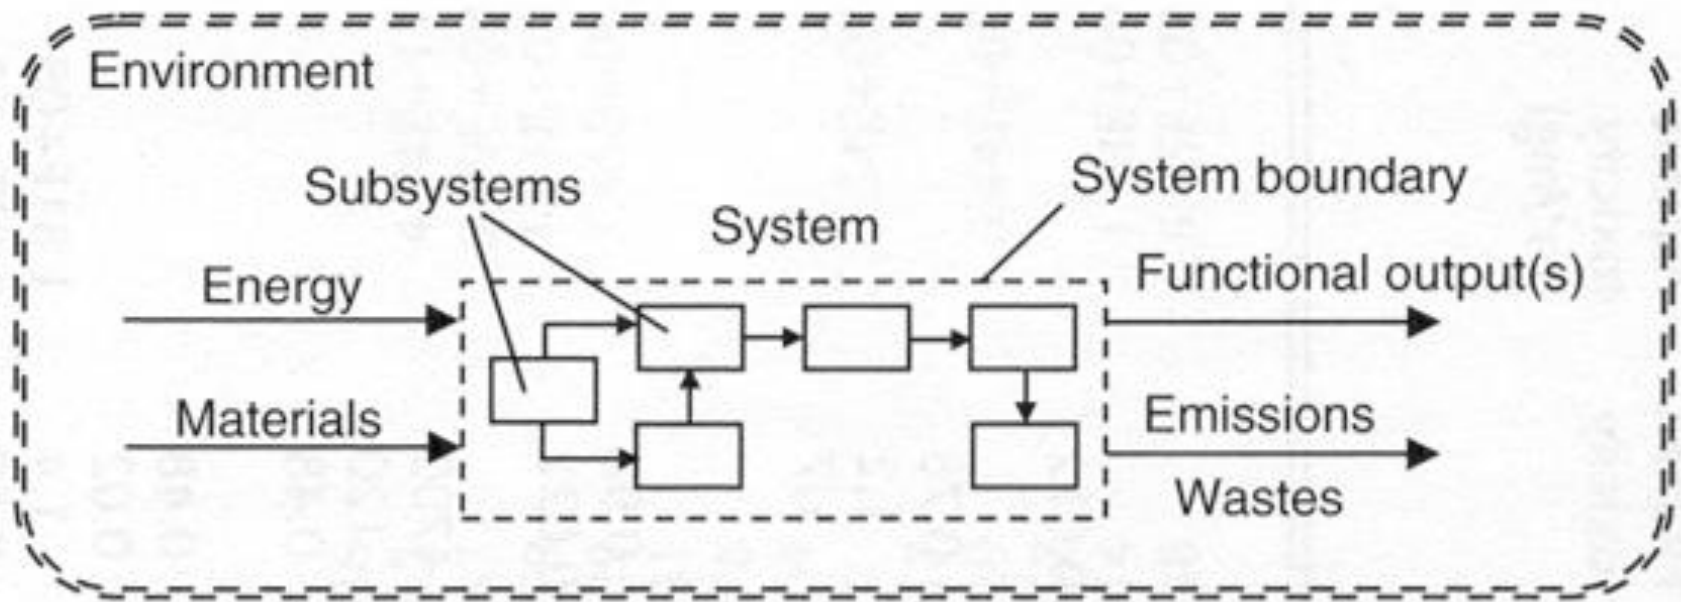 Environment
Subsystems
System
System boundary
Energy
Functional output(s)
Materials
Emissions
Wastes